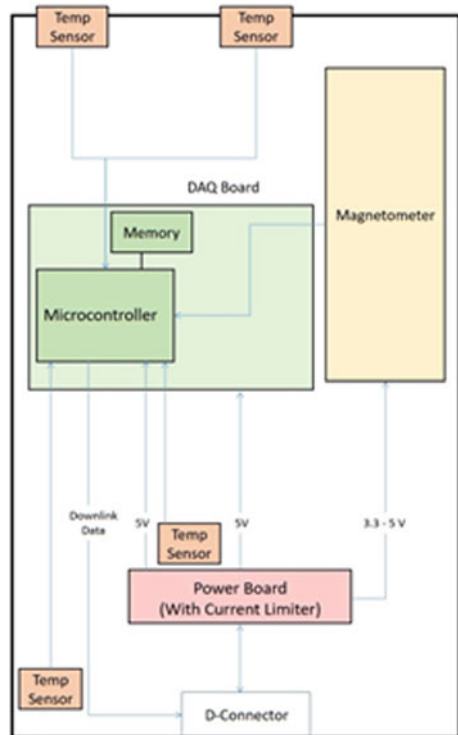 Temp
Sensor
Temp
Sensor
DAQ Board
Magnetometer
Memory
Microcontroller
Downlink
Data
5V
5V
3.3 - 5 V
Temp
Sensor
Power Board
(With Current Limiter)
Temp
Sensor
D-Connector